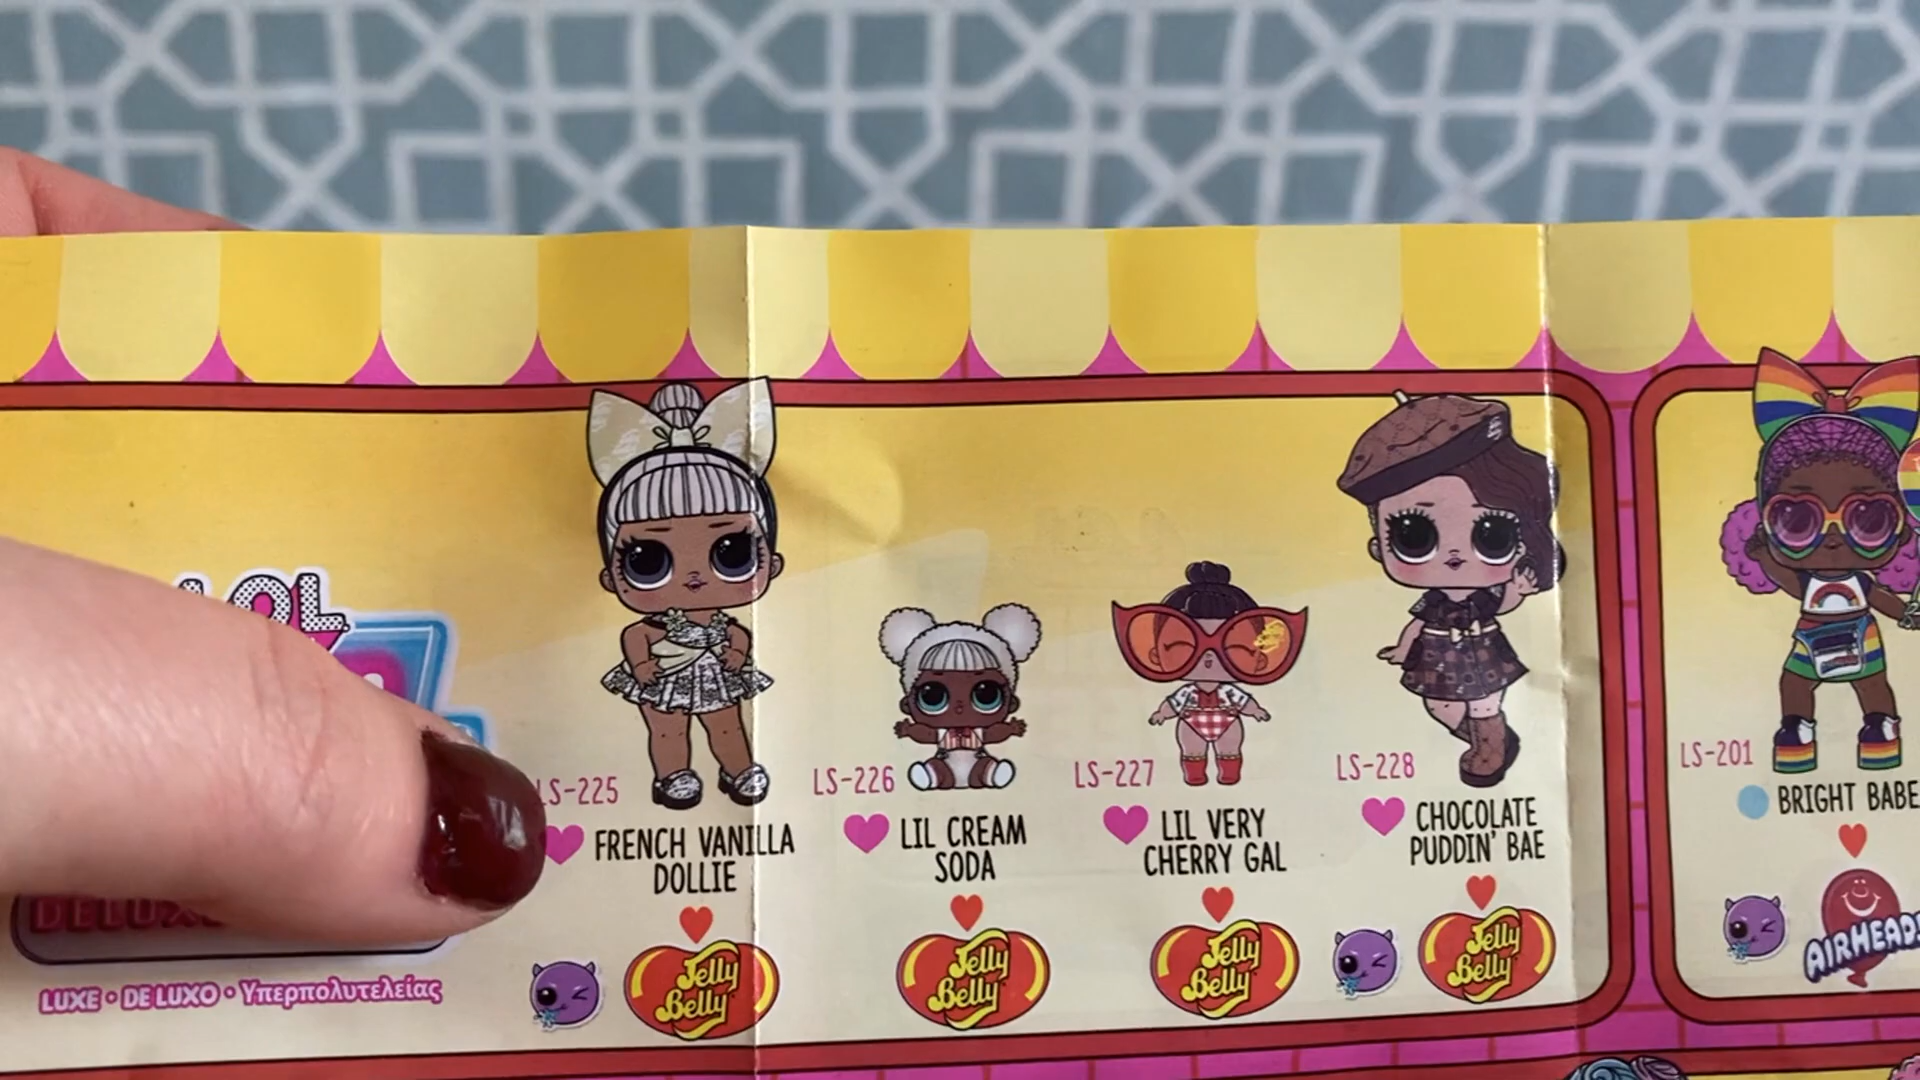 LOL
DELUXE
LUXE • DE LUXO • Υπερπολυτελείας
LS-225
FRENCH VANILLA
DOLLIE
Jelly
Belly
LS-226
LIL CREAM
SODA
Jelly
Belly
LS-227
LIL VERY
CHERRY GAL
Jelly
Belly
LS-228
CHOCOLATE
PUDDIN' BAE
Jelly
Belly
LS-201
BRIGHT BABE
AIRHEADS